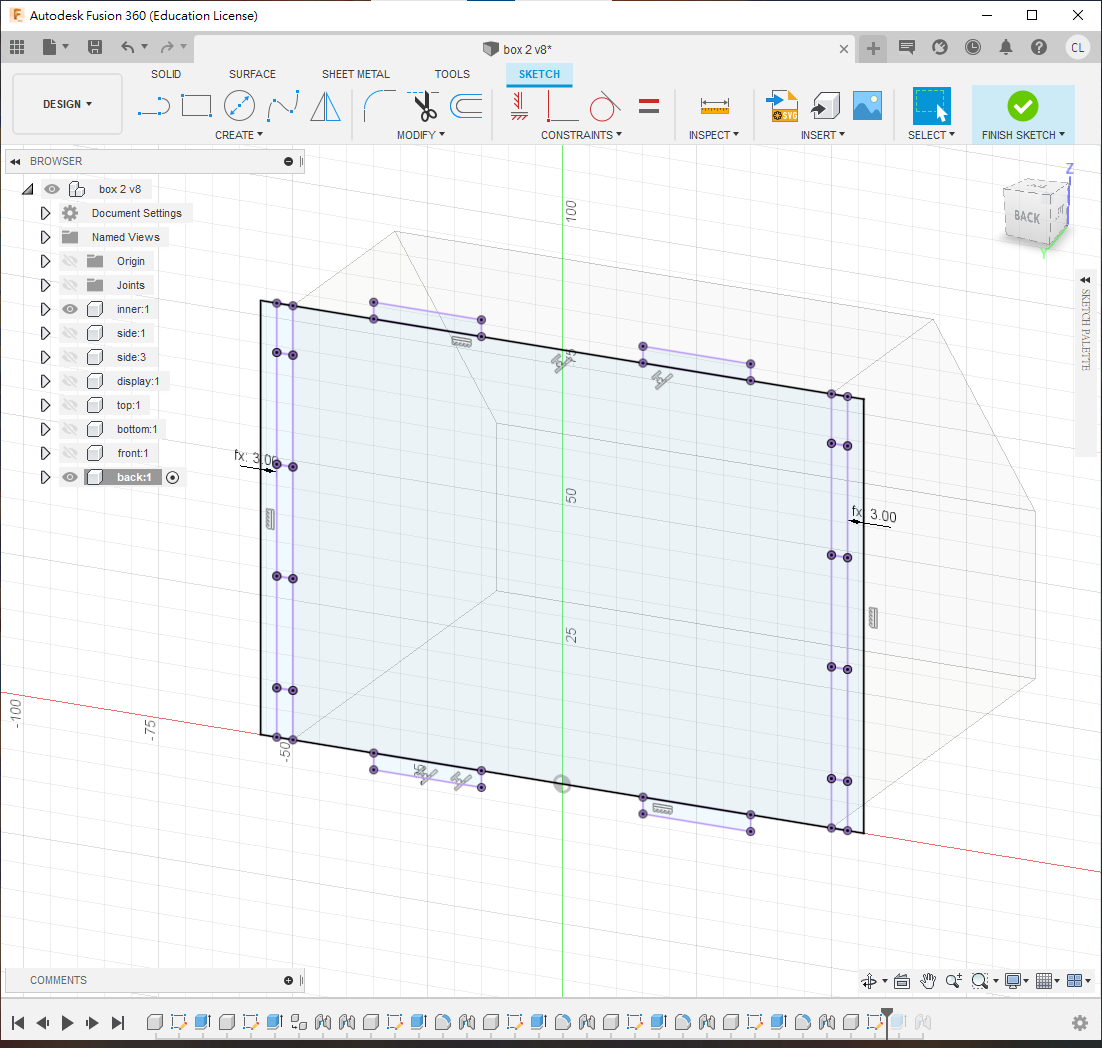 Autodesk Fusion 360 (Education License)
box 2 v8*
CL
SOLID
SURFACE
SHEET METAL
TOOLS
SKETCH
DESIGN
SVG
CREATE
MODIFY
CONSTRAINTS
INSPECT
INSERT
SELECT
FINISH SKETCH
BROWSER
box 2 v8
Document Settings
Named Views
Origin
Joints
inner:1
side:1
side:3
display:1
top:1
bottom:1
front:1
back:1
Z
BACK
Y
SKETCH PALETTE
100
50
25
fx: 3.00
fx: 3.00
-100
-75
-50
COMMENTS